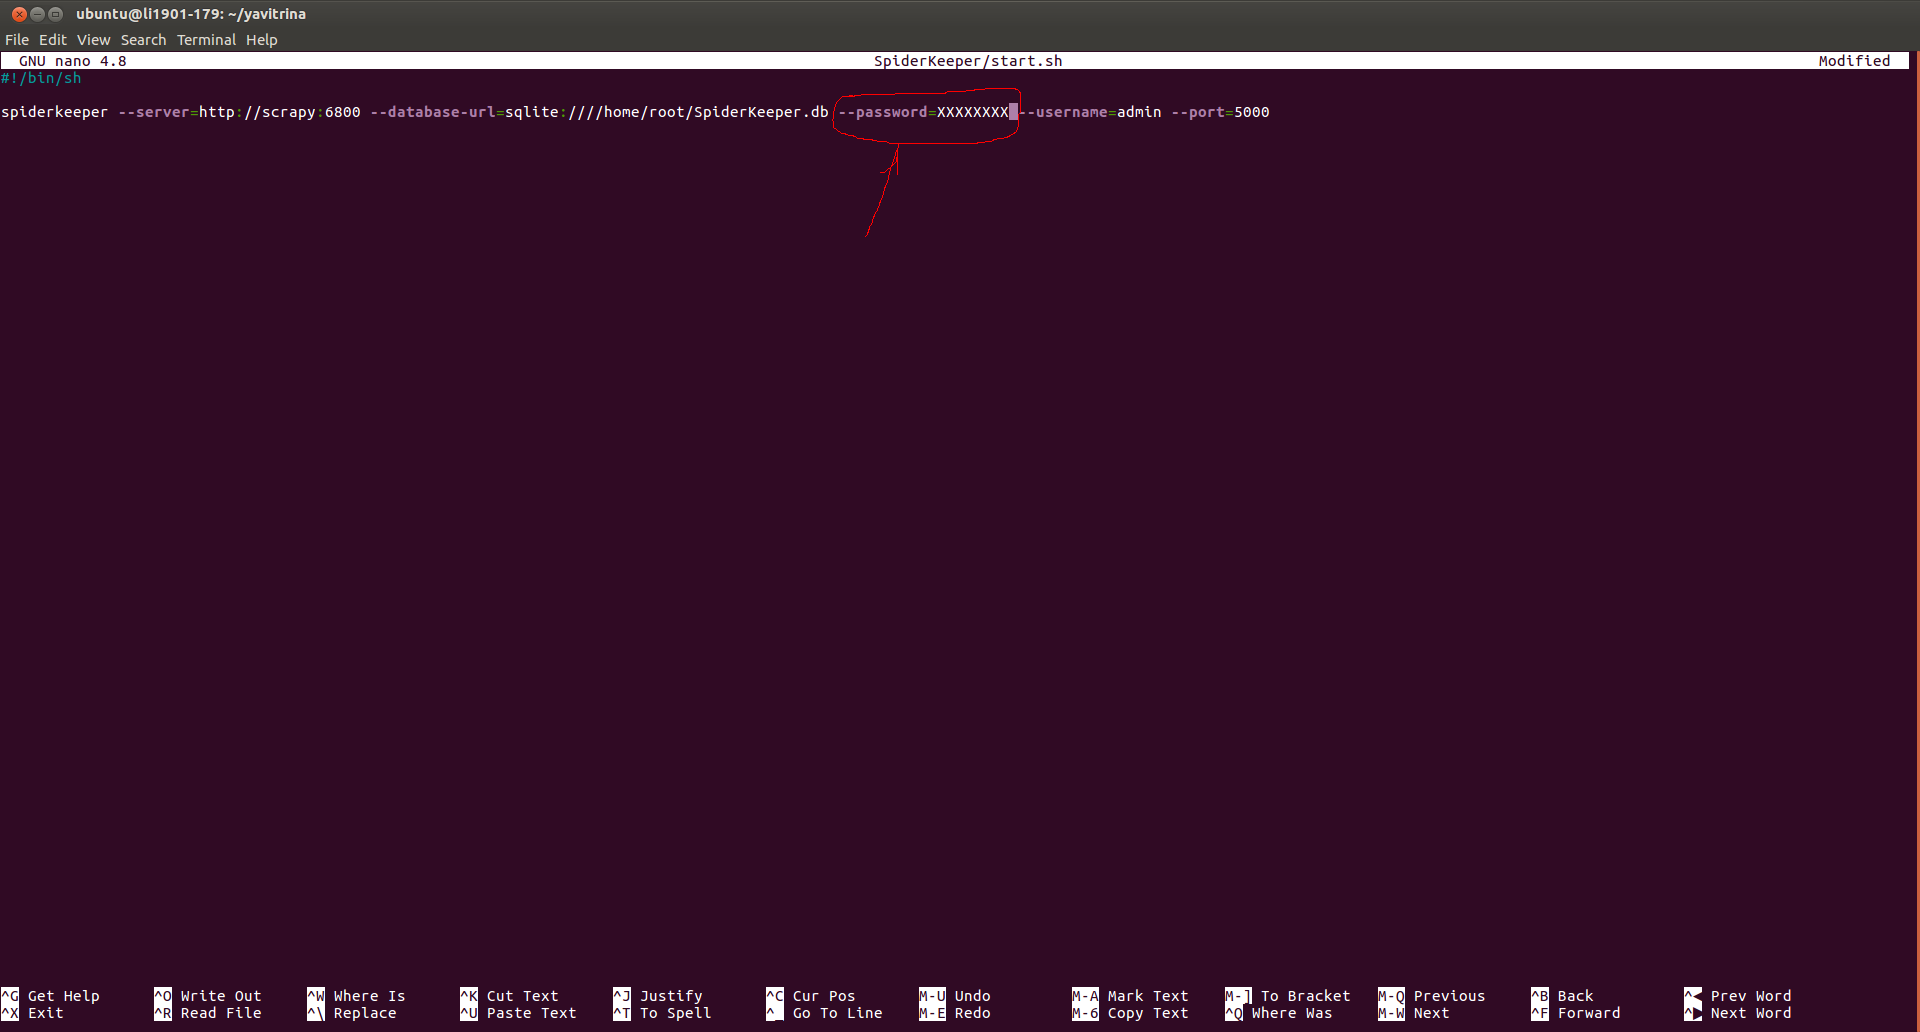 ubuntu@li1901-179: ~/yavitrina
File Edit View Search Terminal Help
GNU nano 4.8 SpiderKeeper/start.sh Modified
#!/bin/sh
spiderkeeper --server=http://scrapy:6800 --database-url=sqlite:////home/root/SpiderKeeper.db --password=XXXXXXXX --username=admin --port=5000
^G Get Help ^O Write Out ^W Where Is ^K Cut Text ^J Justify ^C Cur Pos M-U Undo M-A Mark Text M-] To Bracket M-Q Previous ^B Back ^◀ Prev Word
^X Exit ^R Read File ^\ Replace ^U Paste Text ^T To Spell ^_ Go To Line M-E Redo M-6 Copy Text ^Q Where Was M-W Next ^F Forward ^▶ Next Word